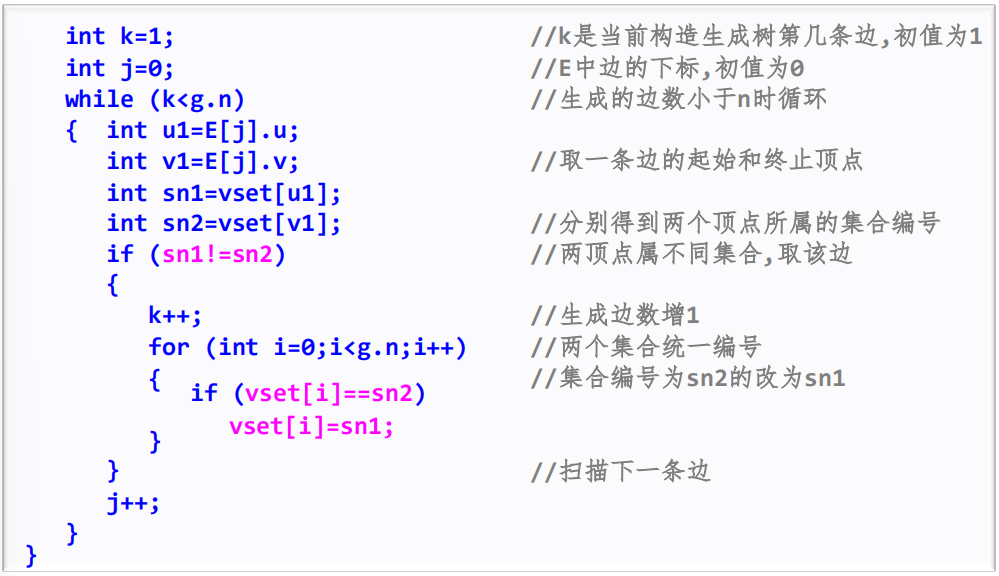 int k=1; //k是当前构造生成树第几条边,初值为1
int j=0; //E中边的下标,初值为0
while (k<g.n) //生成的边数小于n时循环
{ int u1=E[j].u;
int v1=E[j].v; //取一条边的起始和终止顶点
int sn1=vset[u1];
int sn2=vset[v1]; //分别得到两个顶点所属的集合编号
if (sn1!=sn2) //两顶点属不同集合,取该边
{
k++; //生成边数增1
for (int i=0;i<g.n;i++) //两个集合统一编号
{ //集合编号为sn2的改为sn1
if (vset[i]==sn2)
vset[i]=sn1;
}
} //扫描下一条边
j++;
}
}